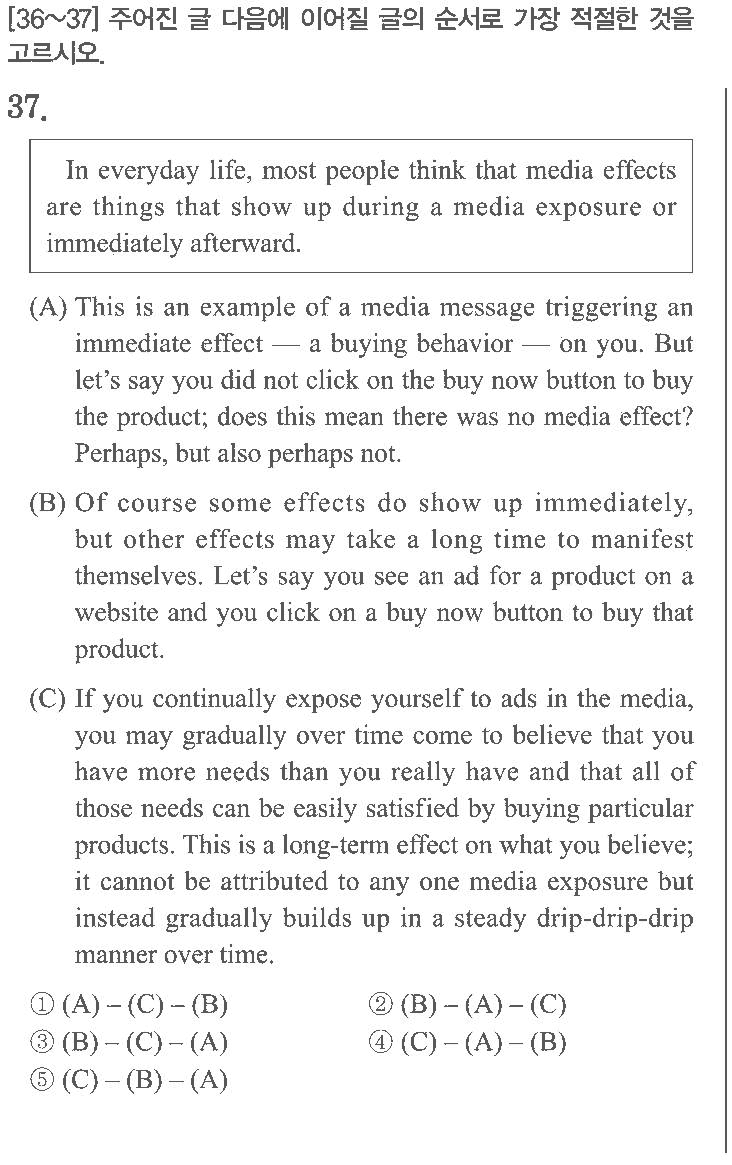 [36~37] 주어진 글 다음에 이어질 글의 순서로 가장 적절한 것을
고르시오.
37.
In everyday life, most people think that media effects
are things that show up during a media exposure or
immediately afterward.
(A) This is an example of a media message triggering an
immediate effect — a buying behavior — on you. But
let's say you did not click on the buy now button to buy
the product; does this mean there was no media effect?
Perhaps, but also perhaps not.
(B) Of course some effects do show up immediately,
but other effects may take a long time to manifest
themselves. Let's say you see an ad for a product on a
website and you click on a buy now button to buy that
product.
(C) If you continually expose yourself to ads in the media,
you may gradually over time come to believe that you
have more needs than you really have and that all of
those needs can be easily satisfied by buying particular
products. This is a long-term effect on what you believe;
it cannot be attributed to any one media exposure but
instead gradually builds up in a steady drip-drip-drip
manner over time.
① (A) – (C) – (B) ② (B) – (A) – (C)
③ (B) – (C) – (A) ④ (C) – (A) – (B)
⑤ (C) – (B) – (A)